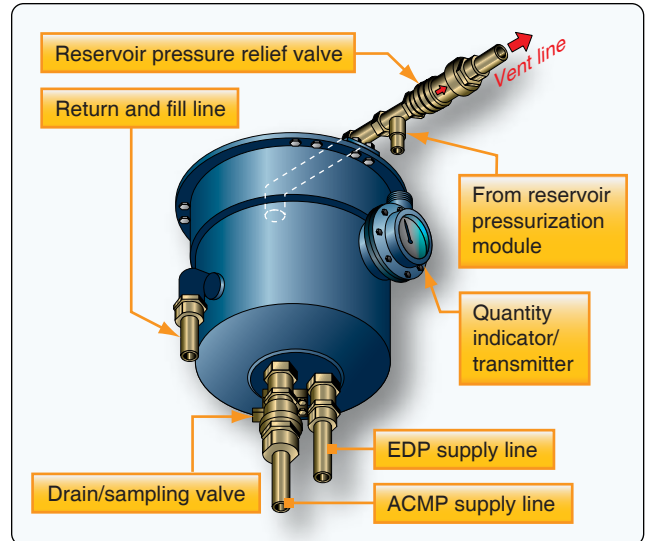 Reservoir pressure relief valve
Vent line
Return and fill line
From reservoir
pressurization
module
Quantity
indicator/
transmitter
EDP supply line
Drain/sampling valve
ACMP supply line